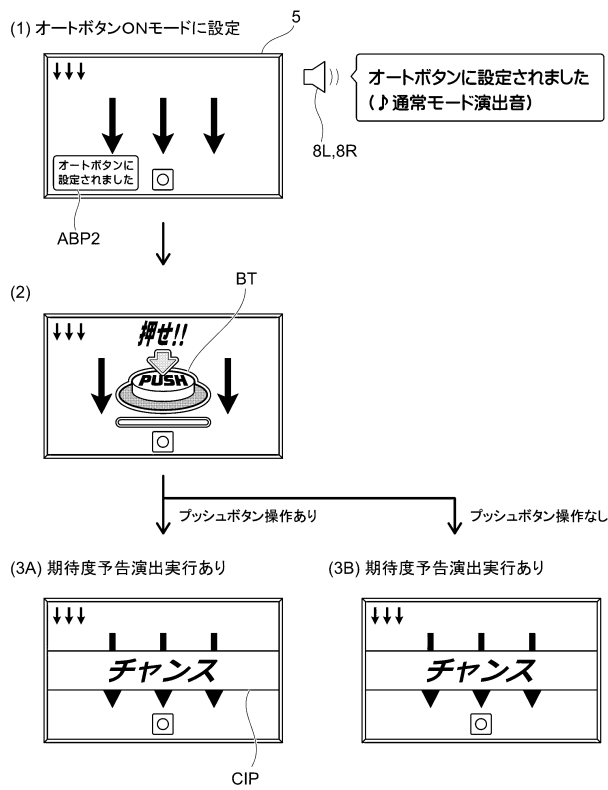 (1) オートボタンONモードに設定
5
オートボタンに設定されました
(♪通常モード演出音)
8L,8R
オートボタンに
設定されました
ABP2
(2)
BT
押せ!!
PUSH
プッシュボタン操作あり
プッシュボタン操作なし
(3A) 期待度予告演出実行あり
(3B) 期待度予告演出実行あり
チャンス
チャンス
CIP